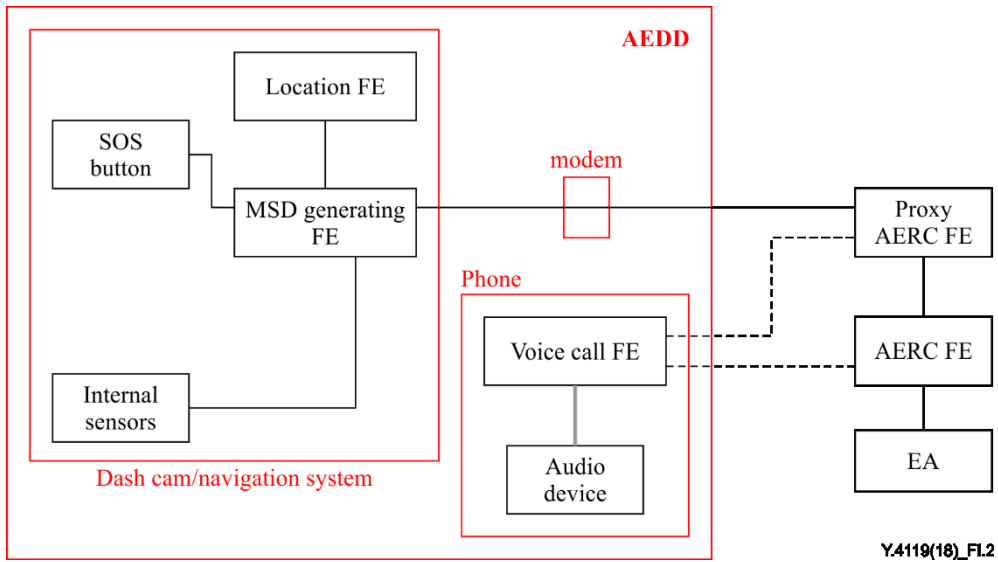 AEDD
Location FE
SOS
button
modem
MSD generating
FE
Proxy
AERC FE
Phone
Voice call FE
AERC FE
Internal
sensors
Audio
device
EA
Dash cam/navigation system
Y.4119(18)_FI.2